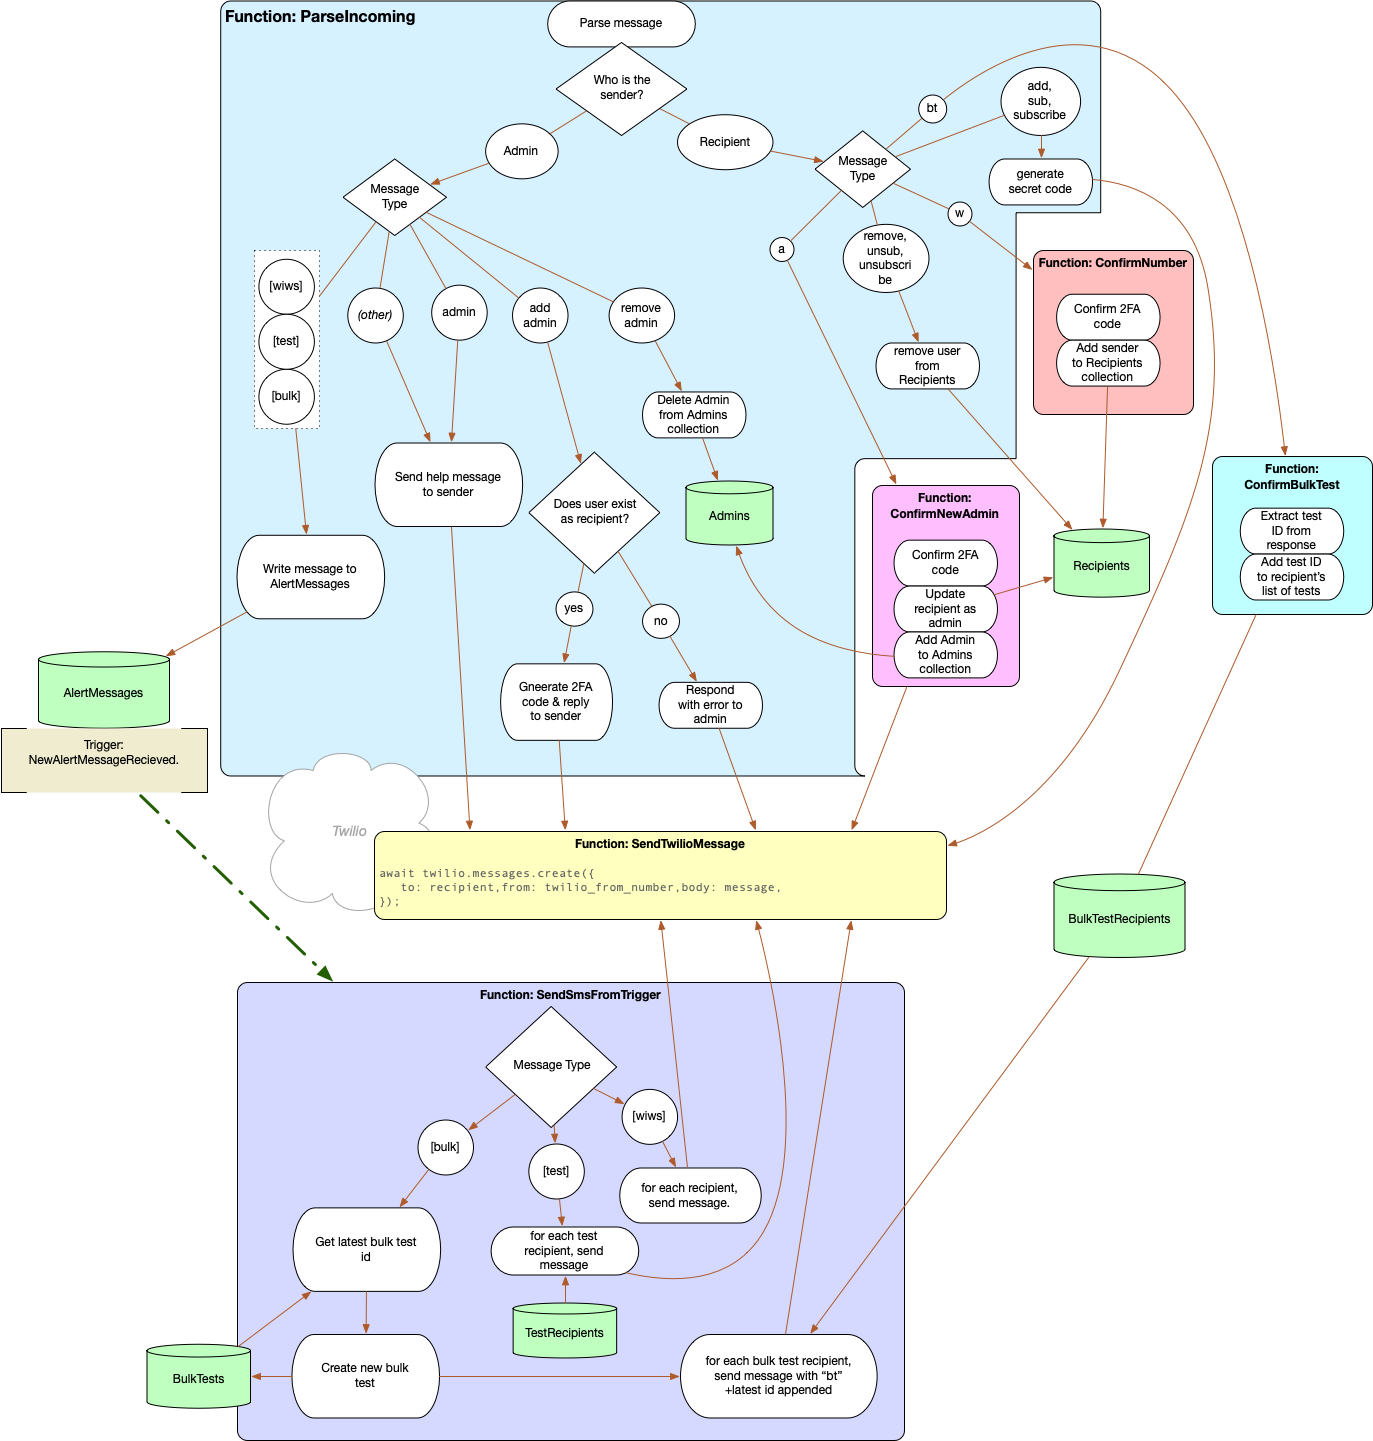 Function: ParseIncoming
Parse message
Who is the
sender?
Admin
Recipient
bt
add,
sub,
subscribe
Message
Type
Message
Type
generate
secret code
w
a
remove,
unsub,
unsubscri
be
[wiws]
[test]
[bulk]
(other)
admin
add
admin
remove
admin
Function: ConfirmNumber
Confirm 2FA
code
Add sender
to Recipients
collection
remove user
from
Recipients
Delete Admin
from Admins
collection
Send help message
to sender
Does user exist
as recipient?
Admins
Function:
ConfirmNewAdmin
Confirm 2FA
code
Update
recipient as
admin
Add Admin
to Admins
collection
Recipients
Function:
ConfirmBulkTest
Extract test
ID from
response
Add test ID
to recipient's
list of tests
Write message to
AlertMessages
yes
no
Gneerate 2FA
code & reply
to sender
Respond
with error to
admin
AlertMessages
Trigger:
NewAlertMessageRecieved.
Twilio
Function: SendTwilioMessage
await twilio.messages.create({
to: recipient,from: twilio_from_number,body: message,
});
BulkTestRecipients
Function: SendSmsFromTrigger
Message Type
[wiws]
[bulk]
[test]
for each recipient,
send message.
Get latest bulk test
id
for each test
recipient, send
message
TestRecipients
BulkTests
Create new bulk
test
for each bulk test recipient,
send message with “bt”
+latest id appended